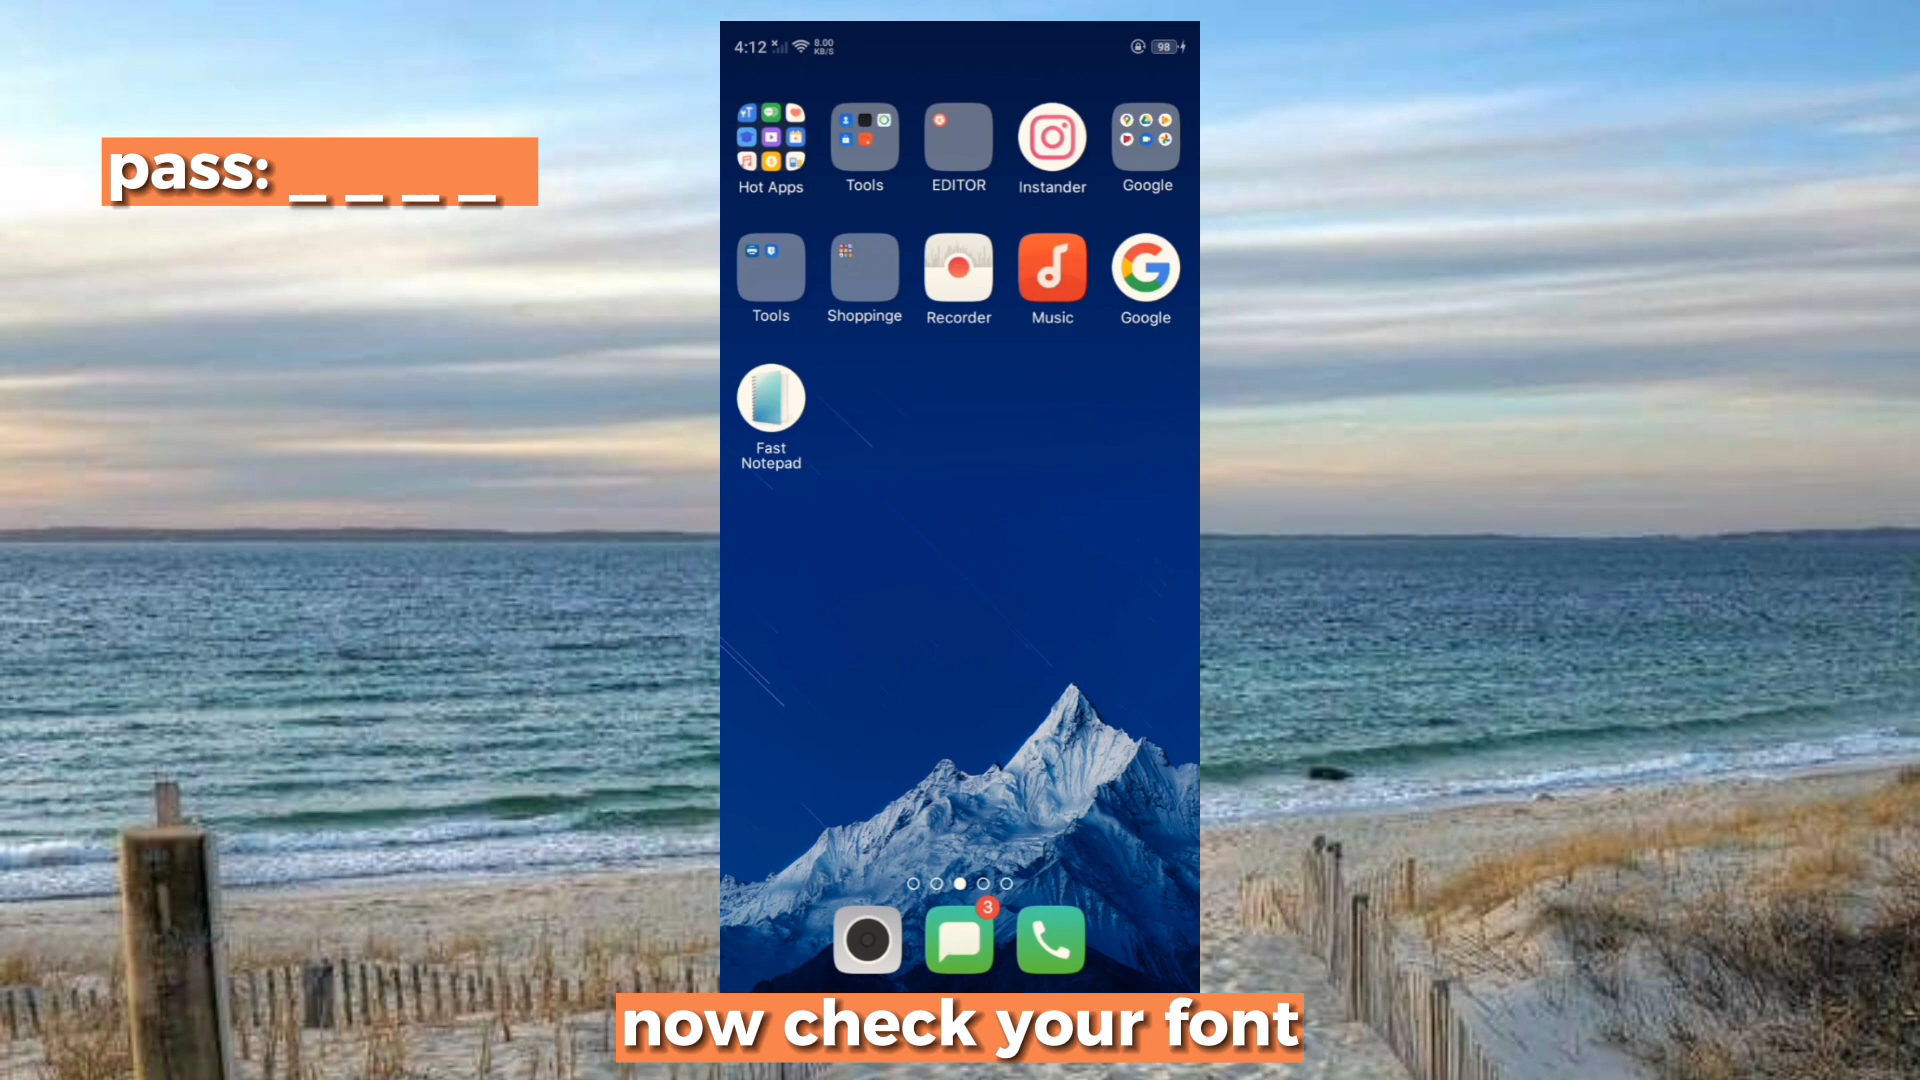 pass: _ _ _ _
4:12
8.00
KB/S
98
Hot Apps
Tools
EDITOR
Instander
Google
Tools
Shoppinge
Recorder
Music
Google
Fast
Notepad
3
now check your font